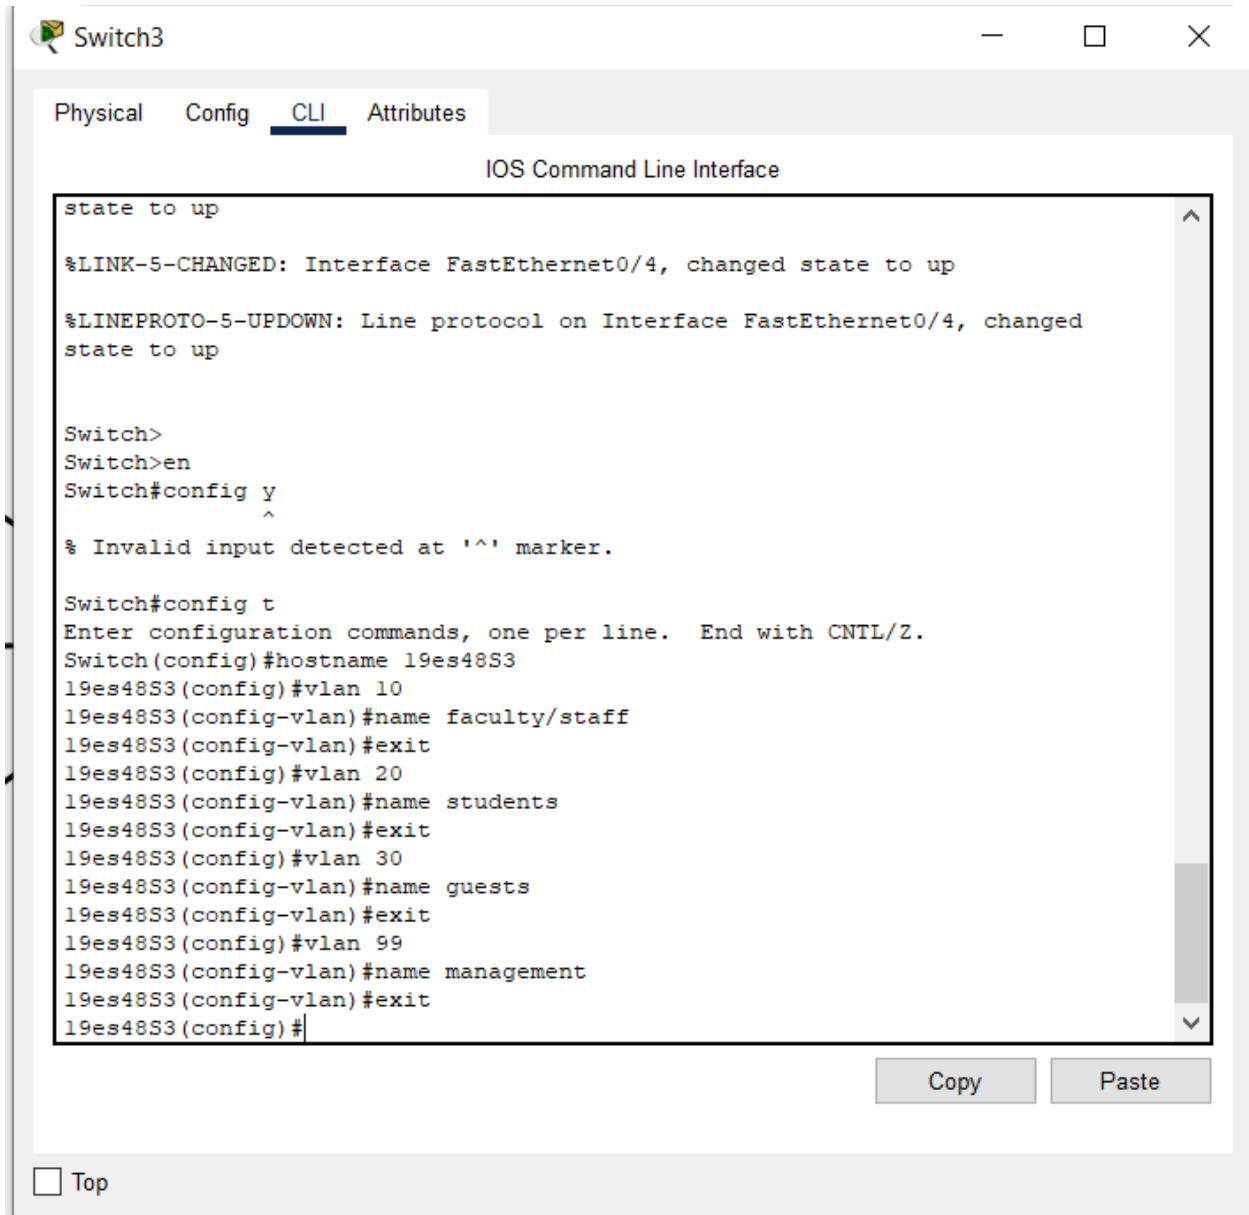 Switch3
Physical Config CLI Attributes
IOS Command Line Interface
state to up
%LINK-5-CHANGED: Interface FastEthernet0/4, changed state to up
%LINEPROTO-5-UPDOWN: Line protocol on Interface FastEthernet0/4, changed
state to up
Switch>
Switch>en
Switch#config y
^
% Invalid input detected at '^' marker.
Switch#config t
Enter configuration commands, one per line.  End with CNTL/Z.
Switch(config)#hostname 19es48S3
19es48S3(config)#vlan 10
19es48S3(config-vlan)#name faculty/staff
19es48S3(config-vlan)#exit
19es48S3(config)#vlan 20
19es48S3(config-vlan)#name students
19es48S3(config-vlan)#exit
19es48S3(config)#vlan 30
19es48S3(config-vlan)#name guests
19es48S3(config-vlan)#exit
19es48S3(config)#vlan 99
19es48S3(config-vlan)#name management
19es48S3(config-vlan)#exit
19es48S3(config)#
Copy Paste
Top